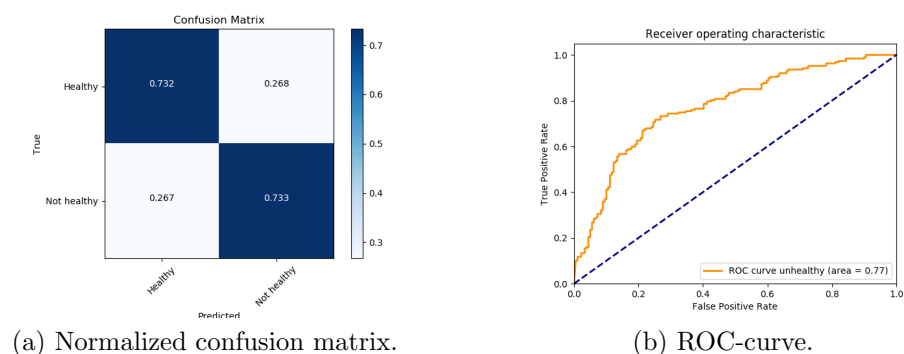 Confusion Matrix
Healthy
Not healthy
True
0.732
0.268
0.267
0.733
Healthy
Not healthy
Predicted
0.7
0.6
0.5
0.4
0.3
(a) Normalized confusion matrix.
Receiver operating characteristic
True Positive Rate
1.0
0.8
0.6
0.4
0.2
0.0
0.0
0.2
0.4
0.6
0.8
1.0
False Positive Rate
ROC curve unhealthy (area = 0.77)
(b) ROC-curve.